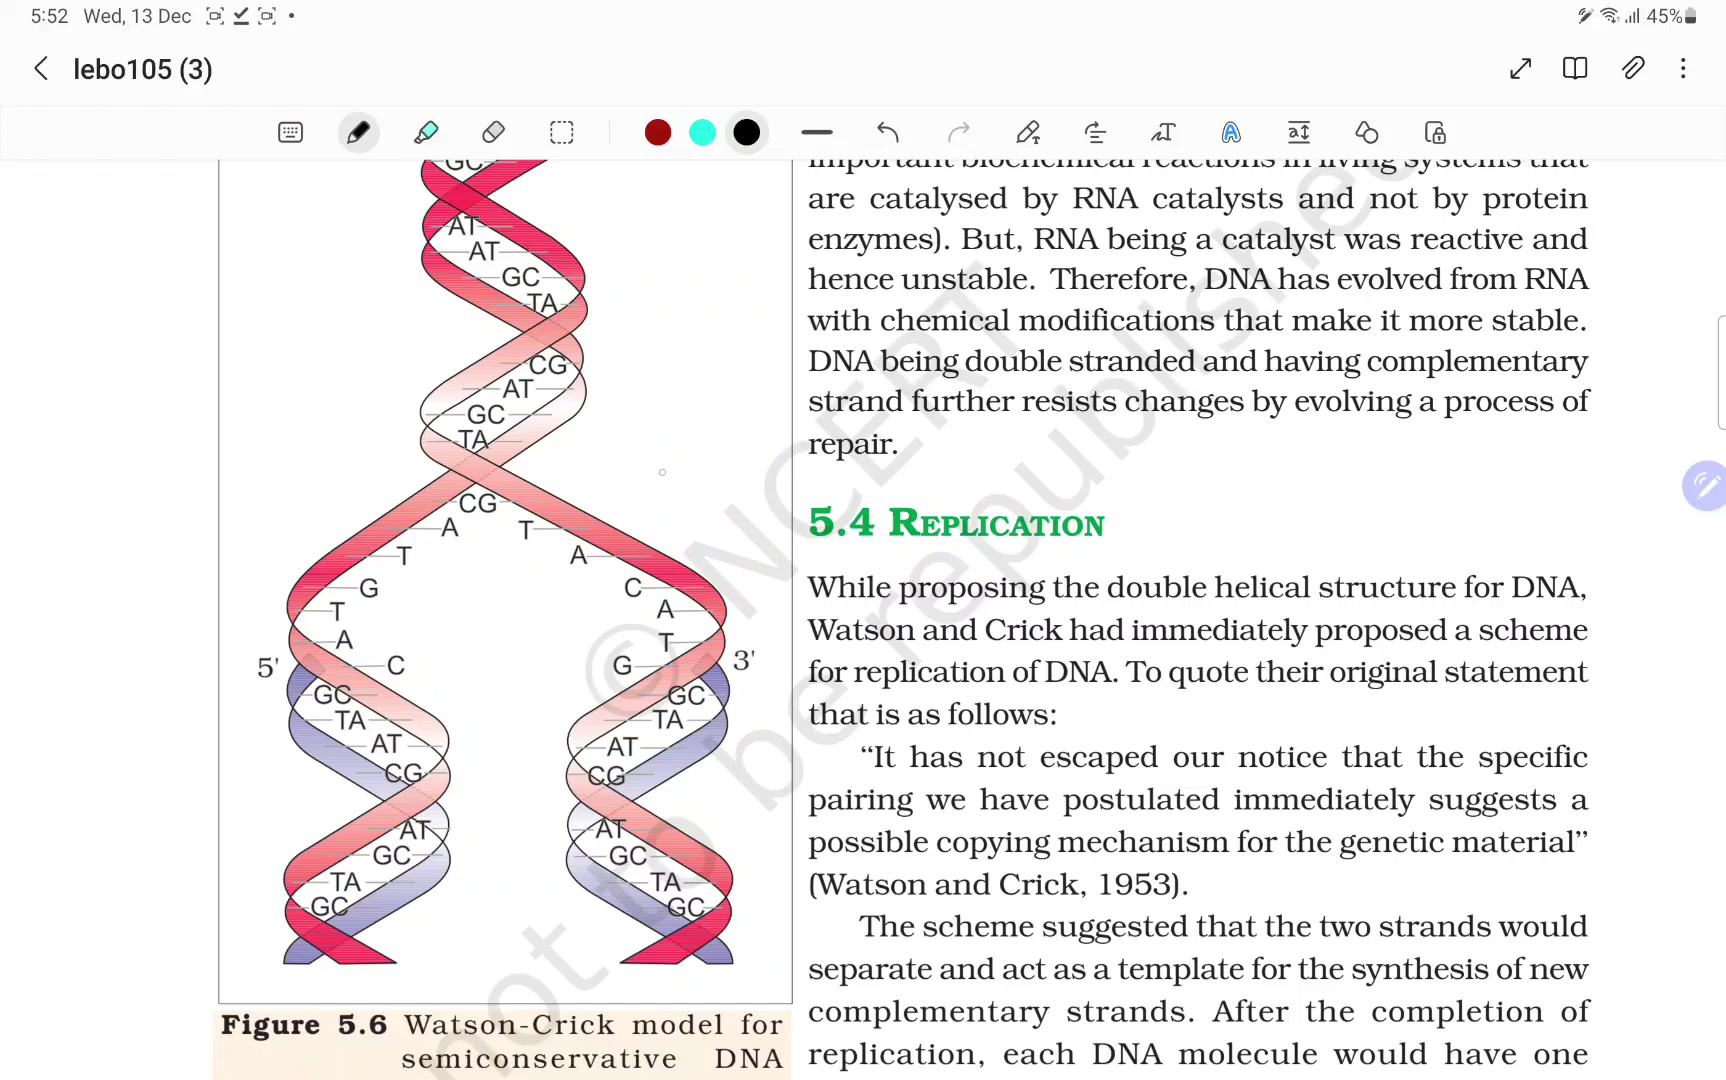 5:52 Wed, 13 Dec
45%
lebo105 (3)
GC
AT
AT
GC
TA
CG
AT
GC
TA
CG
A T
T A
G C
T A
A T
5' C G 3'
GC GC
TA TA
AT AT
CG CG
AT AT
GC GC
TA TA
GC GC
Figure 5.6 Watson-Crick model for
semiconservative DNA
important biochemical reactions in living systems that
are catalysed by RNA catalysts and not by protein
enzymes). But, RNA being a catalyst was reactive and
hence unstable. Therefore, DNA has evolved from RNA
with chemical modifications that make it more stable.
DNA being double stranded and having complementary
strand further resists changes by evolving a process of
repair.
5.4 REPLICATION
While proposing the double helical structure for DNA,
Watson and Crick had immediately proposed a scheme
for replication of DNA. To quote their original statement
that is as follows:
“It has not escaped our notice that the specific
pairing we have postulated immediately suggests a
possible copying mechanism for the genetic material”
(Watson and Crick, 1953).
The scheme suggested that the two strands would
separate and act as a template for the synthesis of new
complementary strands. After the completion of
replication, each DNA molecule would have one
© NCERT
not to be republished